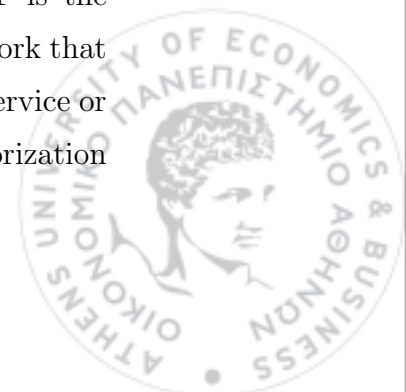 is the
ork that
ervice or
orization
ATHENS UNIVERSITY OF ECONOMICS & BUSINESS
ΟΙΚΟΝΟΜΙΚΟ ΠΑΝΕΠΙΣΤΗΜΙΟ ΑΘΗΝΩΝ